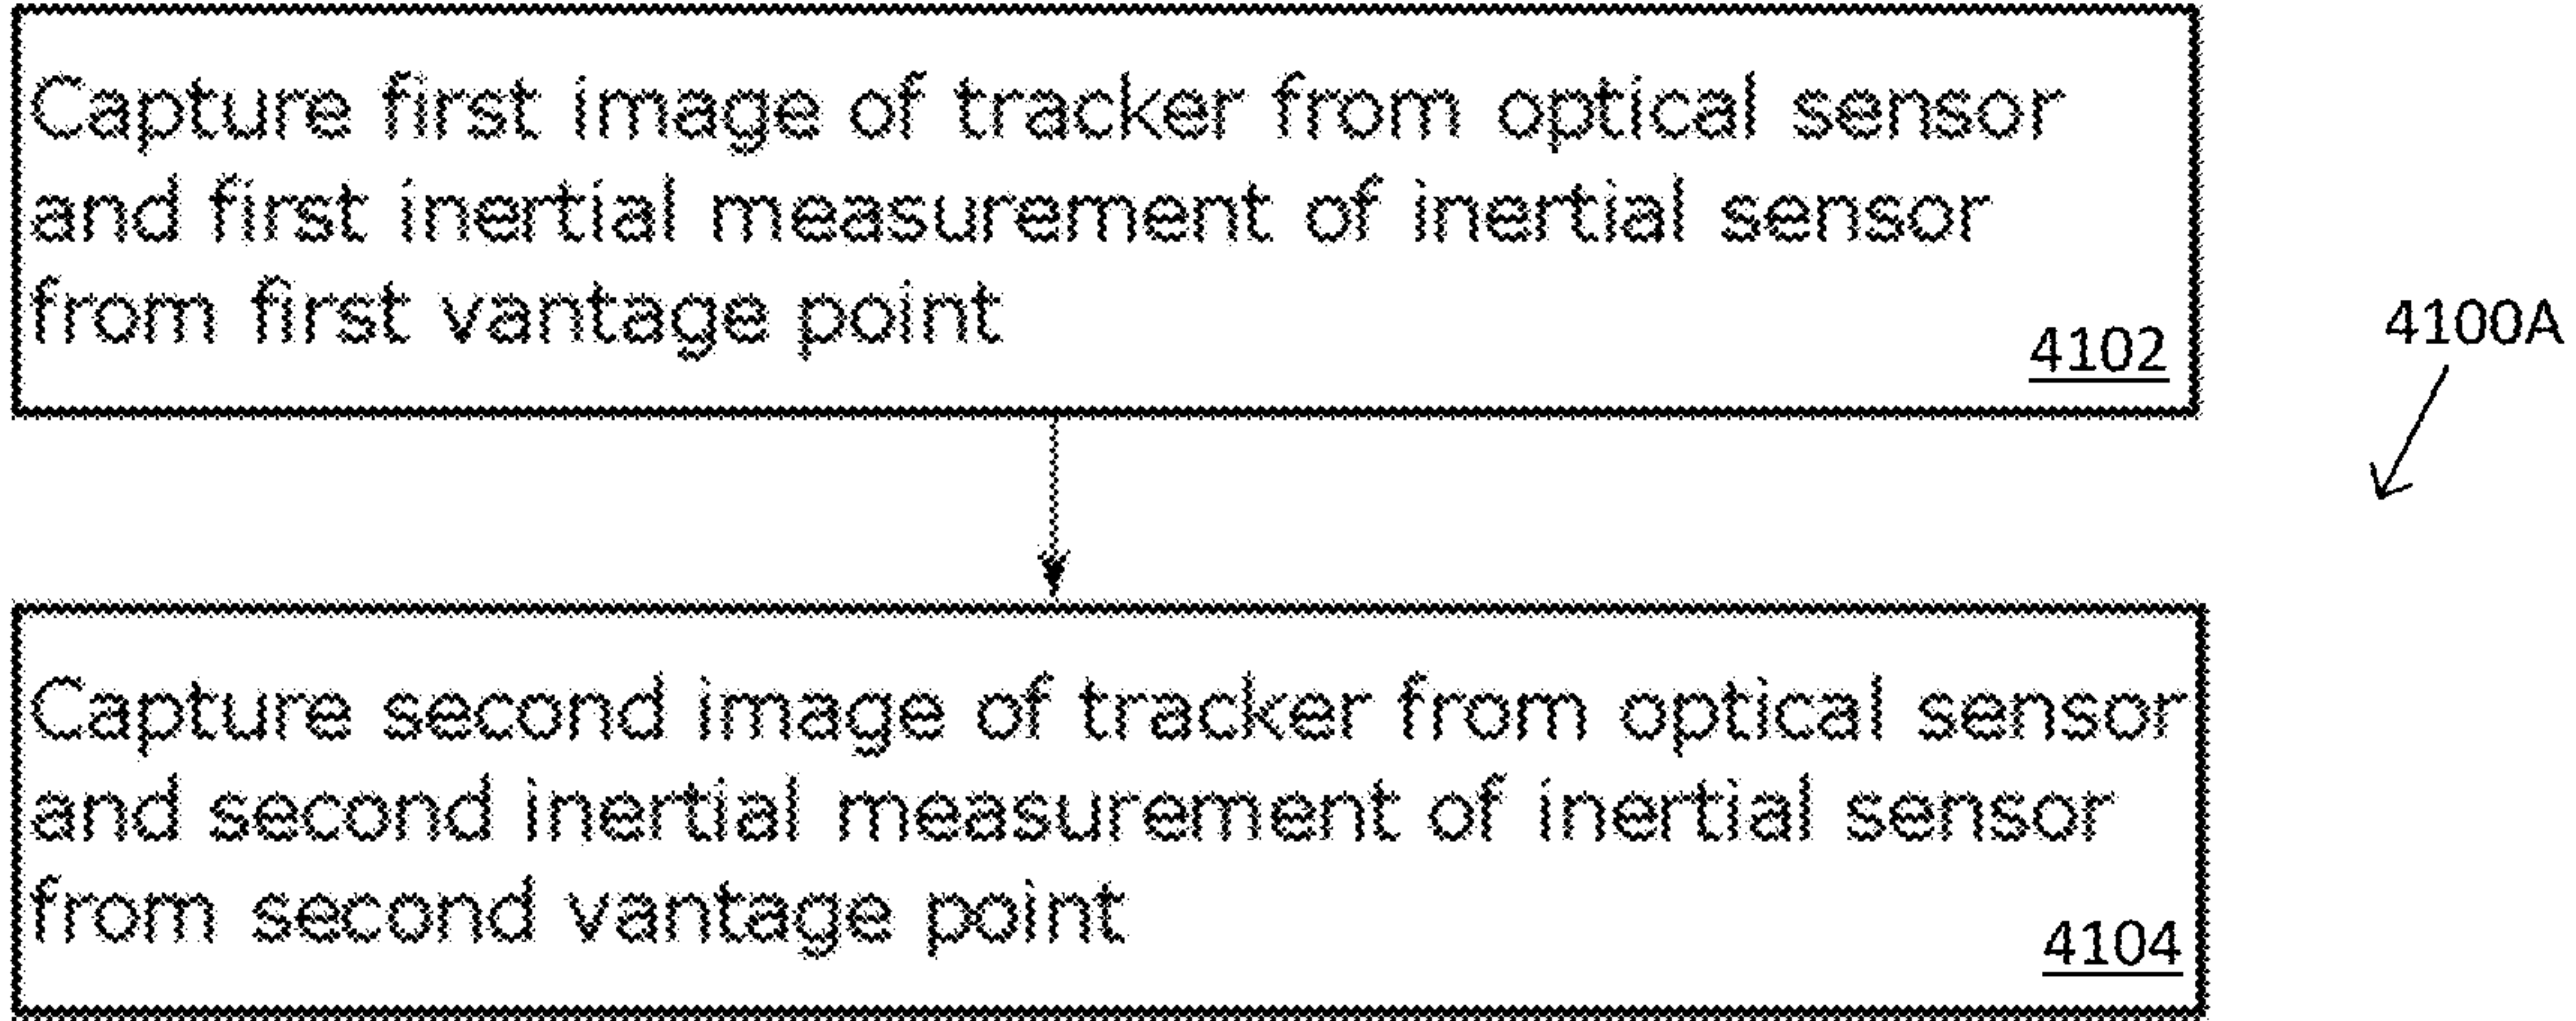 Capture first image of tracker from optical sensor
and first inertial measurement of inertial sensor
from first vantage point
4102
4100A
Capture second image of tracker from optical sensor
and second inertial measurement of inertial sensor
from second vantage point
4104